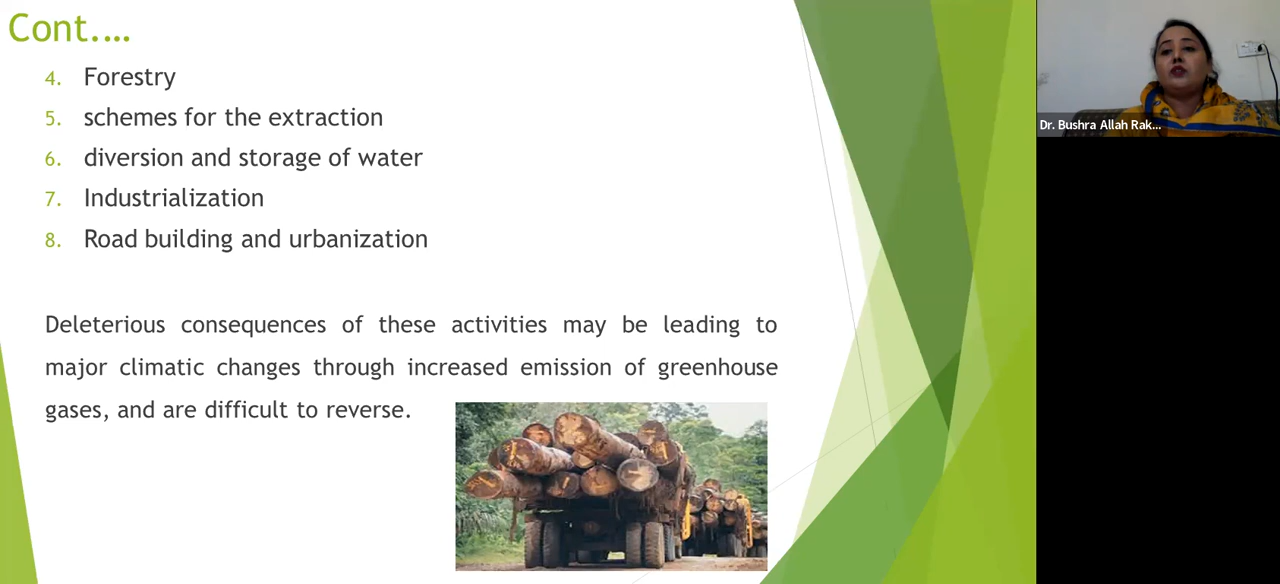 Cont....
4. Forestry
5. schemes for the extraction
6. diversion and storage of water
7. Industrialization
8. Road building and urbanization
Deleterious consequences of these activities may be leading to
major climatic changes through increased emission of greenhouse
gases, and are difficult to reverse.
Dr. Bushra Allah Rak...